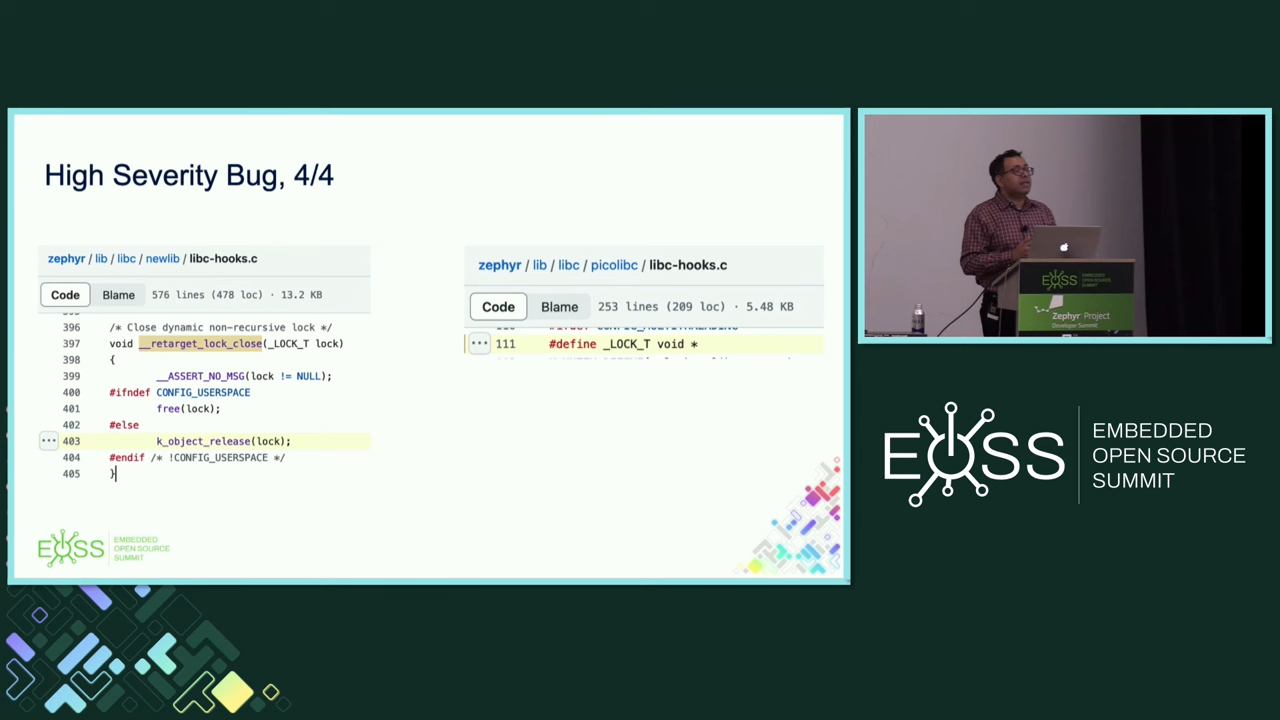 High Severity Bug, 4/4
zephyr / lib / libc / newlib / libc-hooks.c
Code Blame 576 lines (478 loc) · 13.2 KB
396 /* Close dynamic non-recursive lock */
397 void __retarget_lock_close(_LOCK_T lock)
398 {
399 __ASSERT_NO_MSG(lock != NULL);
400 #ifndef CONFIG_USERSPACE
401 free(lock);
402 #else
··· 403 k_object_release(lock);
404 #endif /* !CONFIG_USERSPACE */
405 }
zephyr / lib / libc / picolibc / libc-hooks.c
Code Blame 253 lines (209 loc) · 5.48 KB
··· 111 #define _LOCK_T void *
EOSS
EMBEDDED
OPEN SOURCE
SUMMIT
EOSS
Zephyr Project
Developer Summit
EOSS
EMBEDDED
OPEN SOURCE
SUMMIT